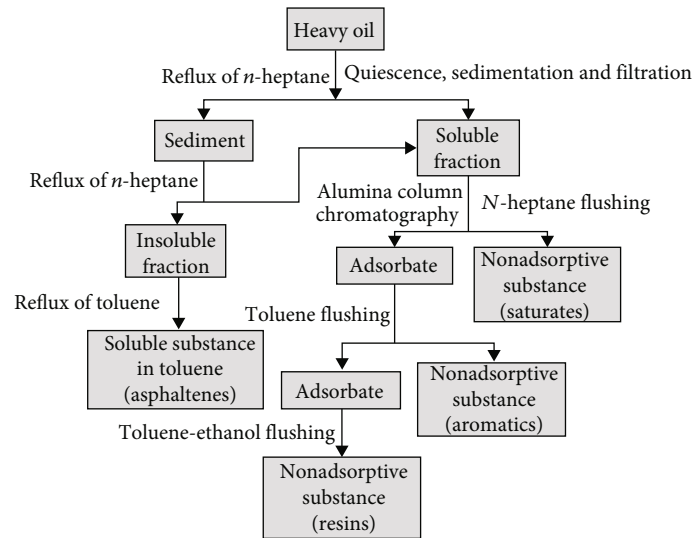 Heavy oil
Reflux of n-heptane
Quiescence, sedimentation and filtration
Sediment
Soluble
fraction
Reflux of n-heptane
Alumina column
chromatography
N-heptane flushing
Insoluble
fraction
Adsorbate
Nonadsorptive
substance
(saturates)
Reflux of toluene
Toluene flushing
Soluble substance
in toluene
(asphaltenes)
Adsorbate
Nonadsorptive
substance
(aromatics)
Toluene-ethanol flushing
Nonadsorptive
substance
(resins)